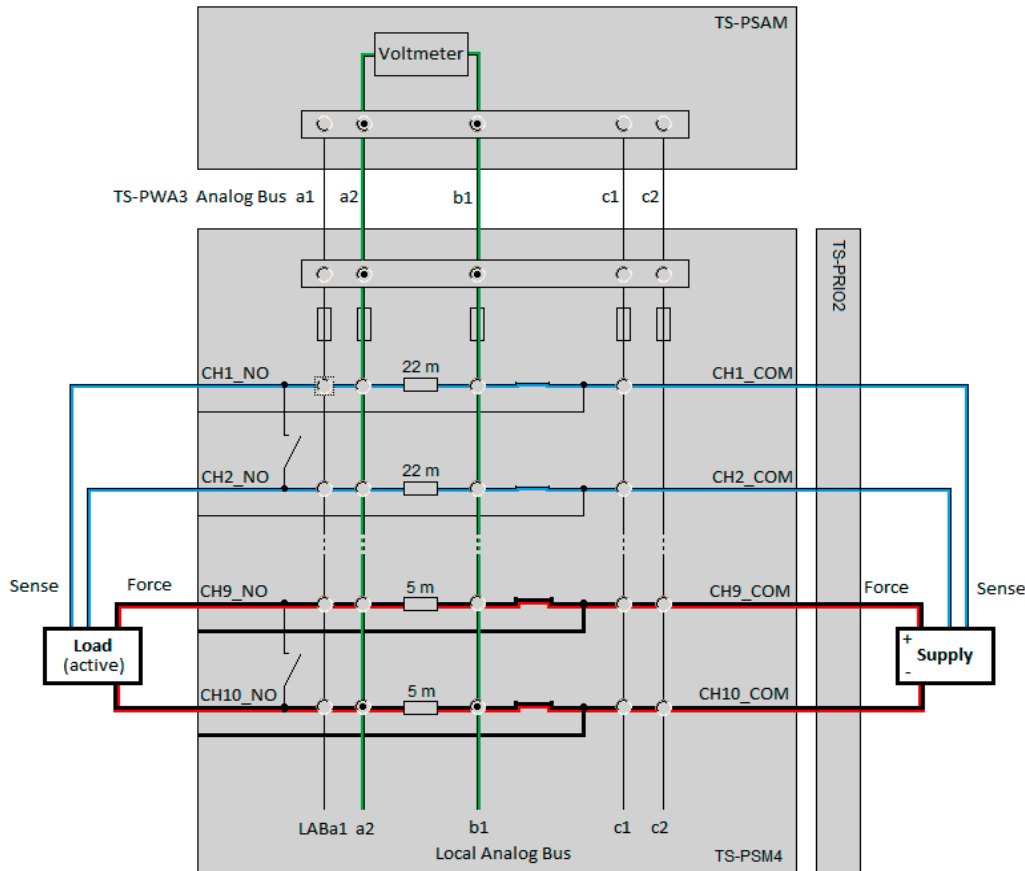 TS-PSAM
Voltmeter
TS-PWA3 Analog Bus a1 a2 b1 c1 c2
TS-PRIO2
CH1_NO 22 m CH1_COM
CH2_NO 22 m CH2_COM
Sense Force CH9_NO 5 m CH9_COM Force Sense
Load
(active)
+
Supply
-
CH10_NO 5 m CH10_COM
LABa1 a2 b1 c1 c2
Local Analog Bus
TS-PSM4